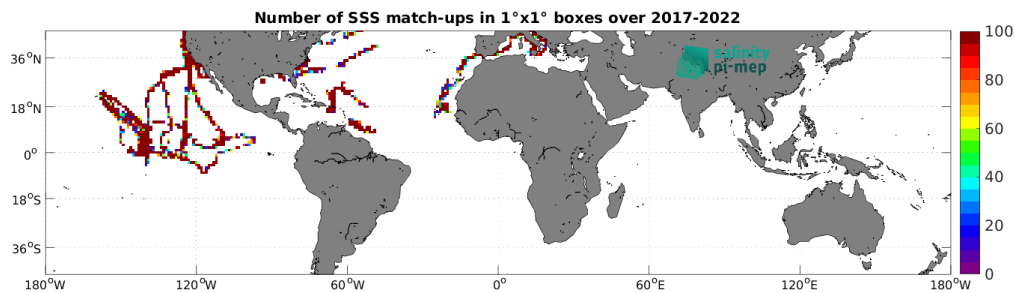 Number of SSS match-ups in 1°x1° boxes over 2017-2022
salinity
pi-mep
36°N
18°N
0°
18°S
36°S
180°W 120°W 60°W 0° 60°E 120°E 180°W
100
80
60
40
20
0